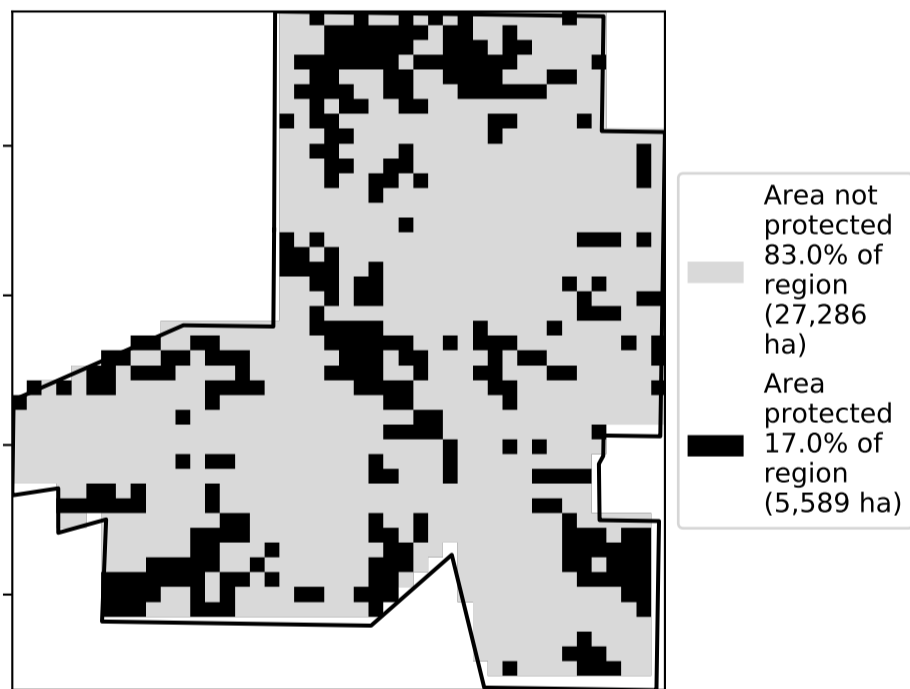 Area not
protected
83.0% of
region
(27,286
ha)
Area
protected
17.0% of
region
(5,589 ha)